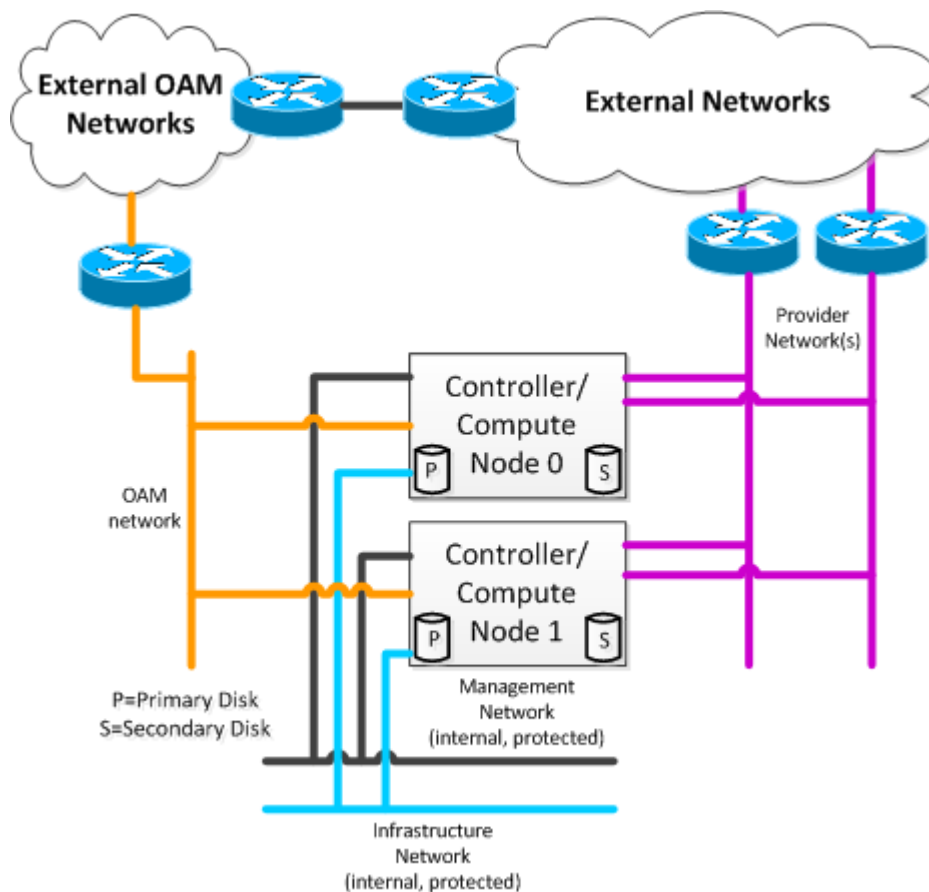 External OAM
Networks
External Networks
Provider
Network(s)
Controller/
Compute
Node 0
P
S
OAM
network
Controller/
Compute
Node 1
P
S
P=Primary Disk
S=Secondary Disk
Management
Network
(internal, protected)
Infrastructure
Network
(internal, protected)